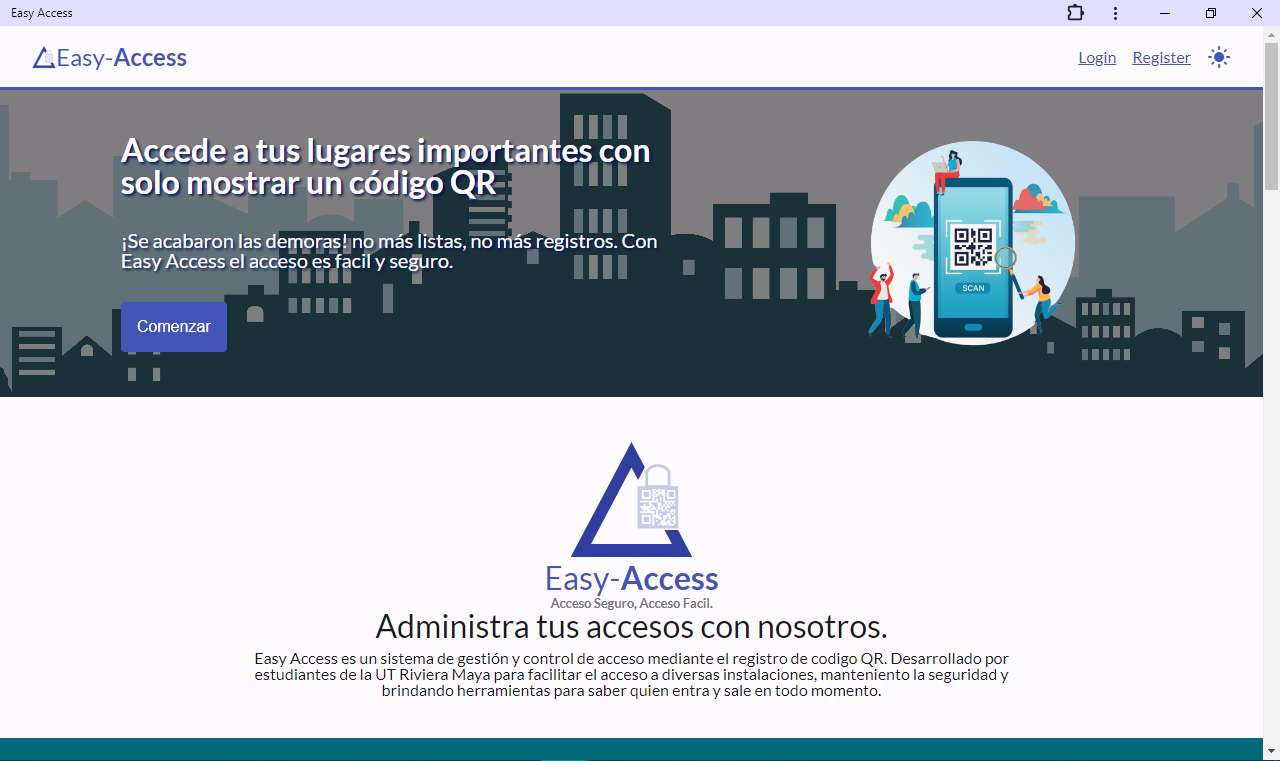 Easy Access
Easy-Access
Login Register
Accede a tus lugares importantes con
solo mostrar un código QR
¡Se acabaron las demoras! no más listas, no más registros. Con
Easy Access el acceso es facil y seguro.
Comenzar
SCAN
Easy-Access
Acceso Seguro, Acceso Facil.
Administra tus accesos con nosotros.
Easy Access es un sistema de gestión y control de acceso mediante el registro de codigo QR. Desarrollado por
estudiantes de la UT Riviera Maya para facilitar el acceso a diversas instalaciones, manteniento la seguridad y
brindando herramientas para saber quien entra y sale en todo momento.